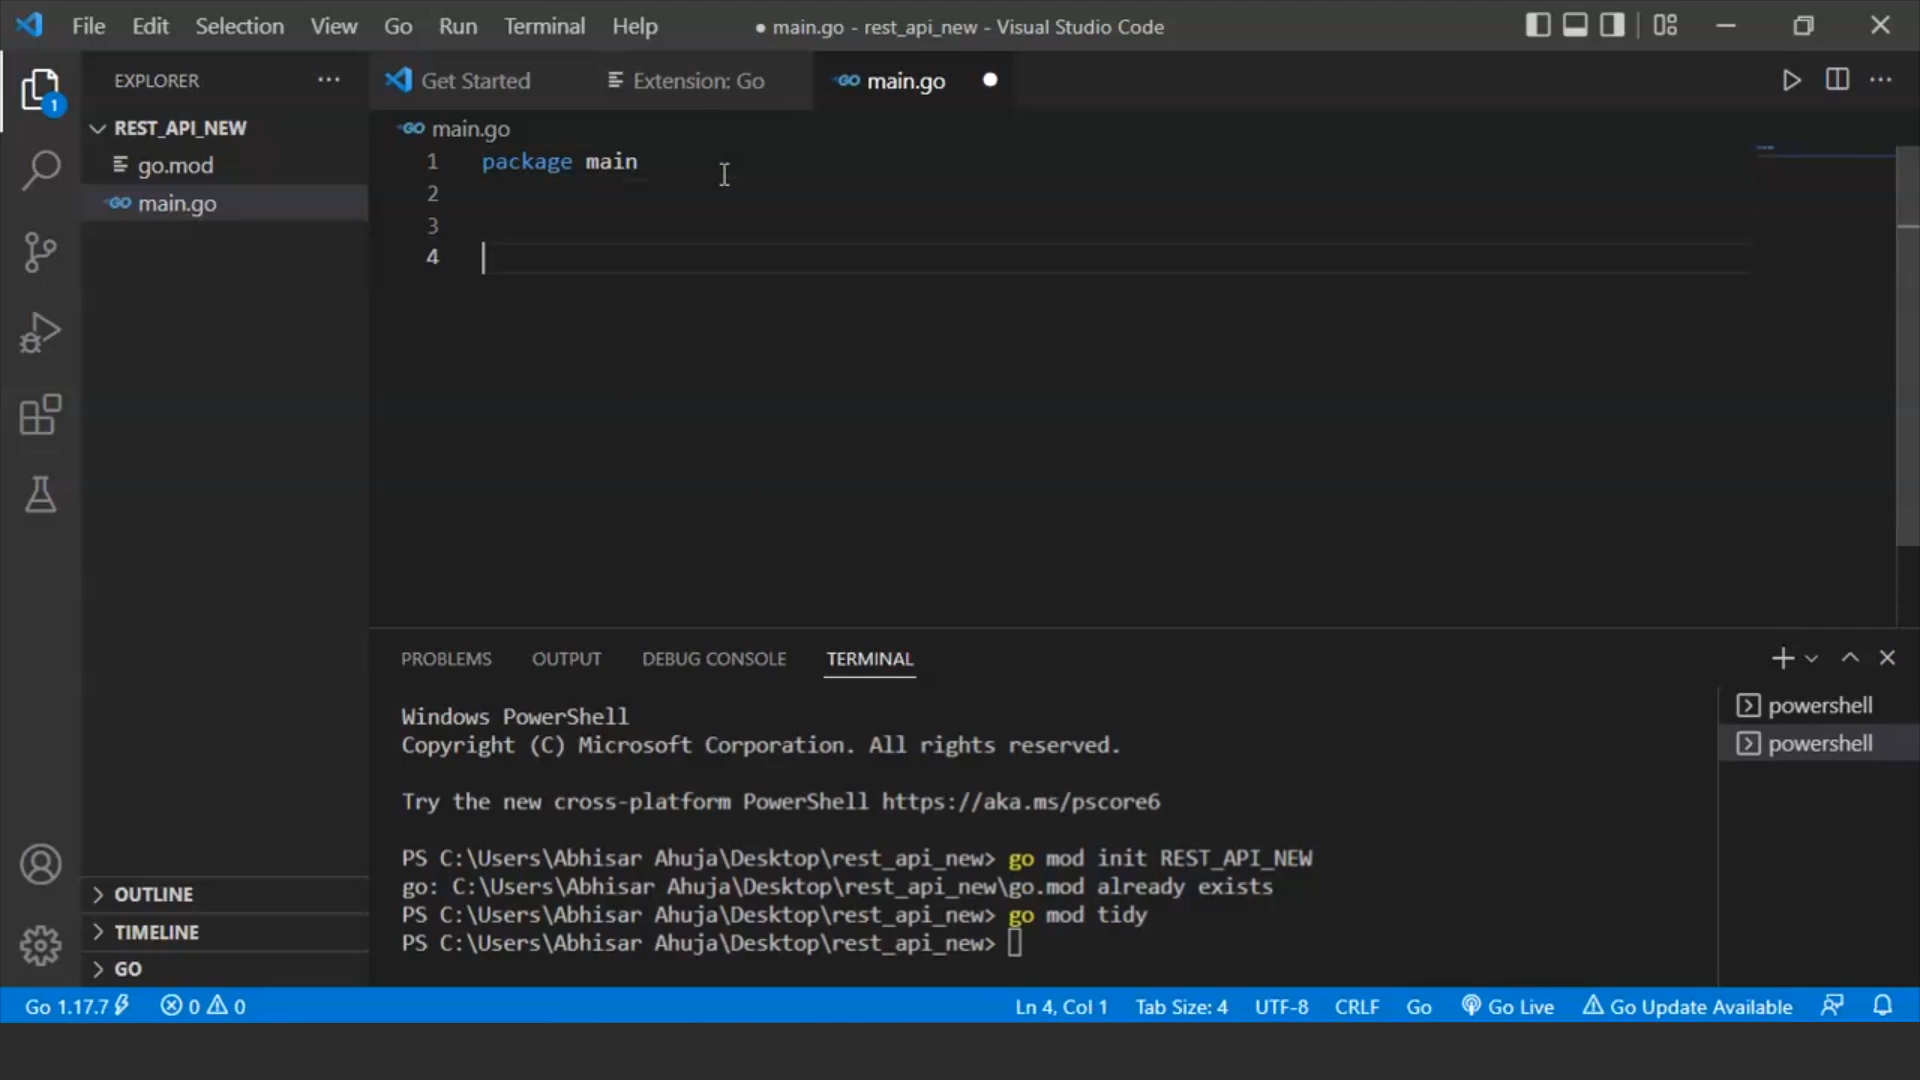 File Edit Selection View Go Run Terminal Help ● main.go - rest_api_new - Visual Studio Code
EXPLORER ··· Get Started Extension: Go GO main.go ●
REST_API_NEW
go.mod
GO main.go
1
GO main.go
1 package main
2
3
4
PROBLEMS OUTPUT DEBUG CONSOLE TERMINAL
powershell
powershell
Windows PowerShell
Copyright (C) Microsoft Corporation. All rights reserved.
Try the new cross-platform PowerShell https://aka.ms/pscore6
PS C:\Users\Abhisar Ahuja\Desktop\rest_api_new> go mod init REST_API_NEW
go: C:\Users\Abhisar Ahuja\Desktop\rest_api_new\go.mod already exists
PS C:\Users\Abhisar Ahuja\Desktop\rest_api_new> go mod tidy
PS C:\Users\Abhisar Ahuja\Desktop\rest_api_new>
OUTLINE
TIMELINE
GO
Go 1.17.7 0 0 Ln 4, Col 1 Tab Size: 4 UTF-8 CRLF Go Go Live Go Update Available